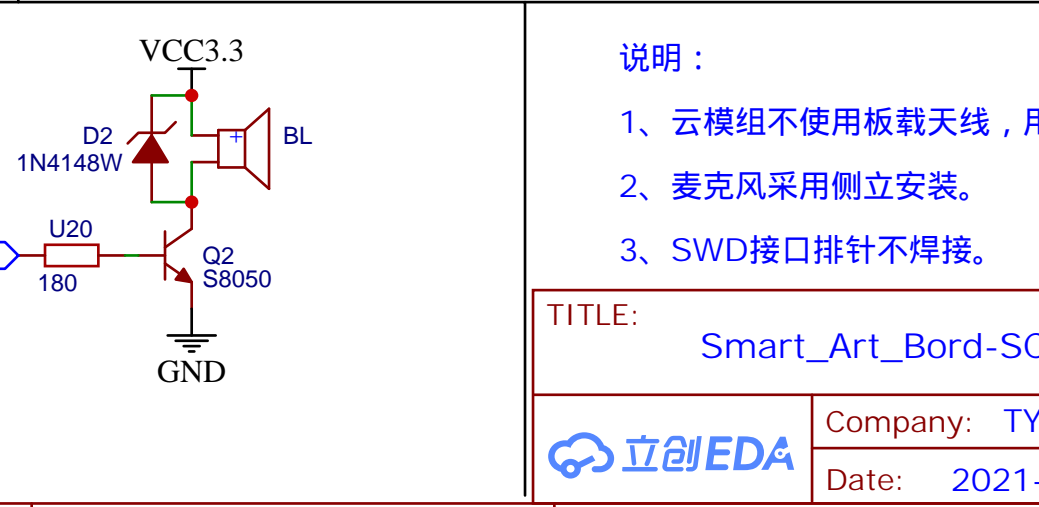 VCC3.3
D2
1N4148W
+
BL
U20
180
Q2
S8050
GND
说明：
1、云模组不使用板载天线，
2、麦克风采用侧立安装。
3、SWD接口排针不焊接。
TITLE:
Smart_Art_Bord-SC
立创EDA
Company: TY
Date: 2021-